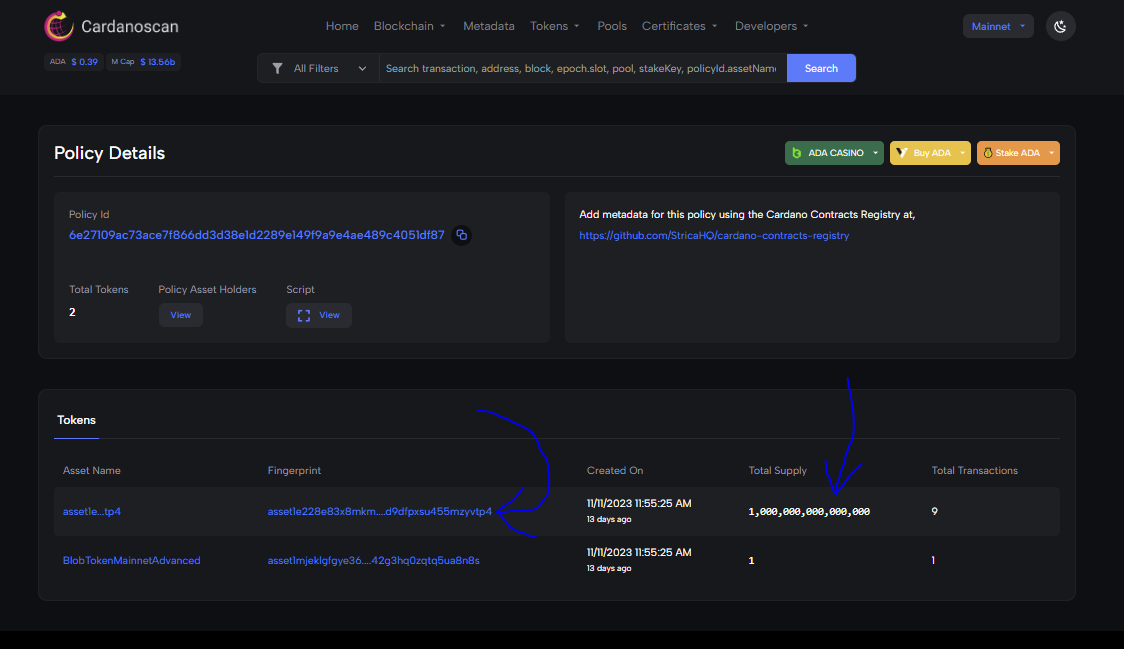 Cardanoscan
Home Blockchain Metadata Tokens Pools Certificates Developers Mainnet
ADA $ 0.39 M Cap $ 13.56b
All Filters Search transaction, address, block, epoch.slot, pool, stakeKey, policyId.assetName Search
Policy Details ADA CASINO Buy ADA Stake ADA
Policy Id
6e27109ac73ace7f866dd3d38e1d2289e149f9a9e4ae489c4051df87
Add metadata for this policy using the Cardano Contracts Registry at,
https://github.com/StricaHQ/cardano-contracts-registry
Total Tokens Policy Asset Holders Script
2 View View
Tokens
Asset Name Fingerprint Created On Total Supply Total Transactions
asset1e...tp4 asset1e228e83x8mkm....d9dfpxsu455mzyvtp4 11/11/2023 11:55:25 AM 1,000,000,000,000,000 9
13 days ago
BlobTokenMainnetAdvanced asset1mjeklgfgye36....42g3hq0zqtq5ua8n8s 11/11/2023 11:55:25 AM 1 1
13 days ago